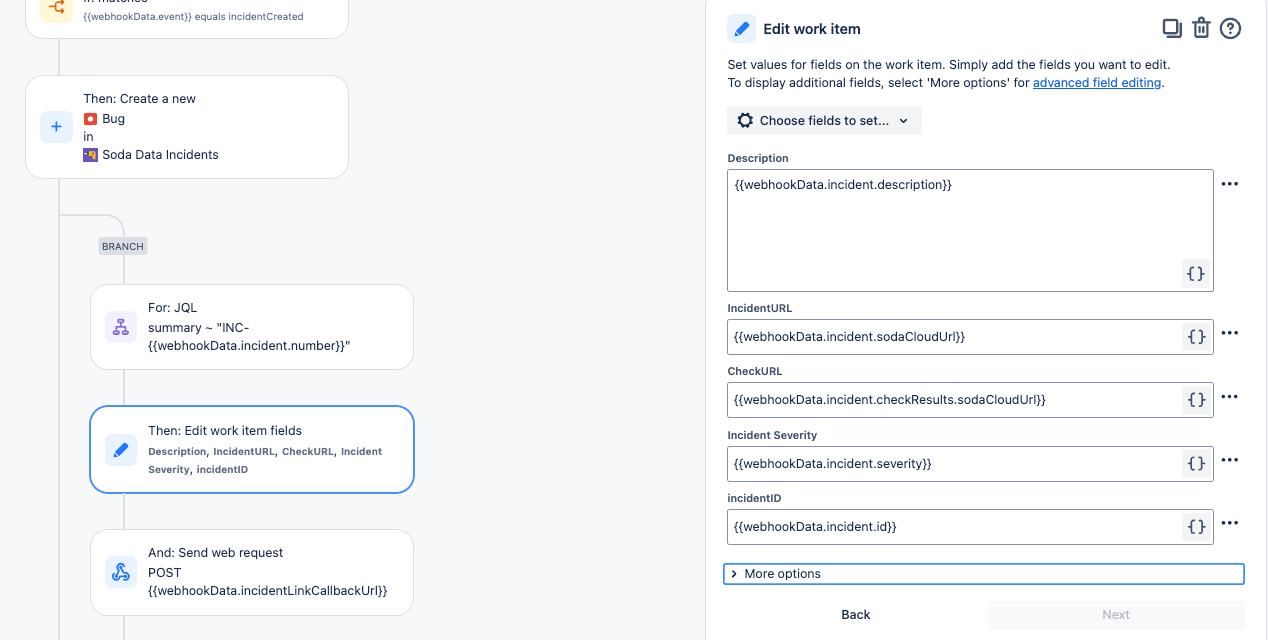 {{webhookData.event}} equals incidentCreated
Then: Create a new
Bug
in
Soda Data Incidents
BRANCH
For: JQL
summary ~ "INC-
{{webhookData.incident.number}}"
Then: Edit work item fields
Description, IncidentURL, CheckURL, Incident
Severity, incidentID
And: Send web request
POST
{{webhookData.incidentLinkCallbackUrl}}
Edit work item
Set values for fields on the work item. Simply add the fields you want to edit.
To display additional fields, select 'More options' for advanced field editing.
Choose fields to set...
Description
{{webhookData.incident.description}}
{}
IncidentURL
{{webhookData.incident.sodaCloudUrl}}
{}
CheckURL
{{webhookData.incident.checkResults.sodaCloudUrl}}
{}
Incident Severity
{{webhookData.incident.severity}}
{}
incidentID
{{webhookData.incident.id}}
{}
More options
Back
Next